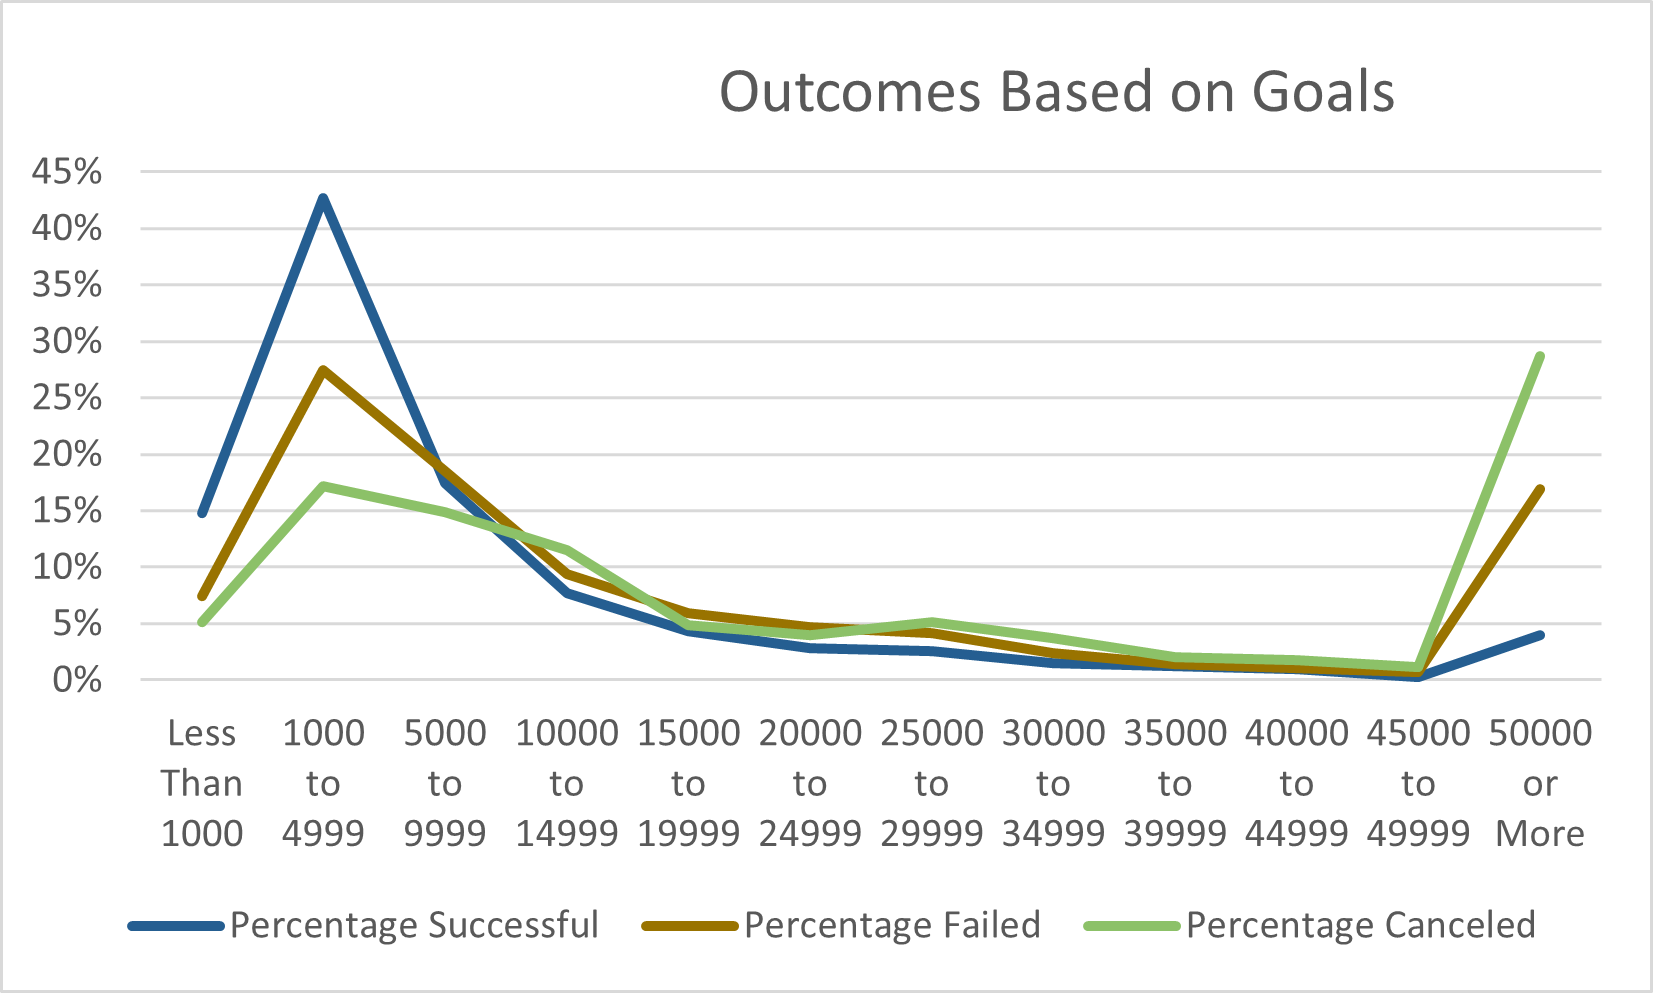 Outcomes Based on Goals
45%
40%
35%
30%
25%
20%
15%
10%
5%
0%
Less Than 1000
1000 to 4999
5000 to 9999
10000 to 14999
15000 to 19999
20000 to 24999
25000 to 29999
30000 to 34999
35000 to 39999
40000 to 44999
45000 to 49999
50000 or More
Percentage Successful
Percentage Failed
Percentage Canceled